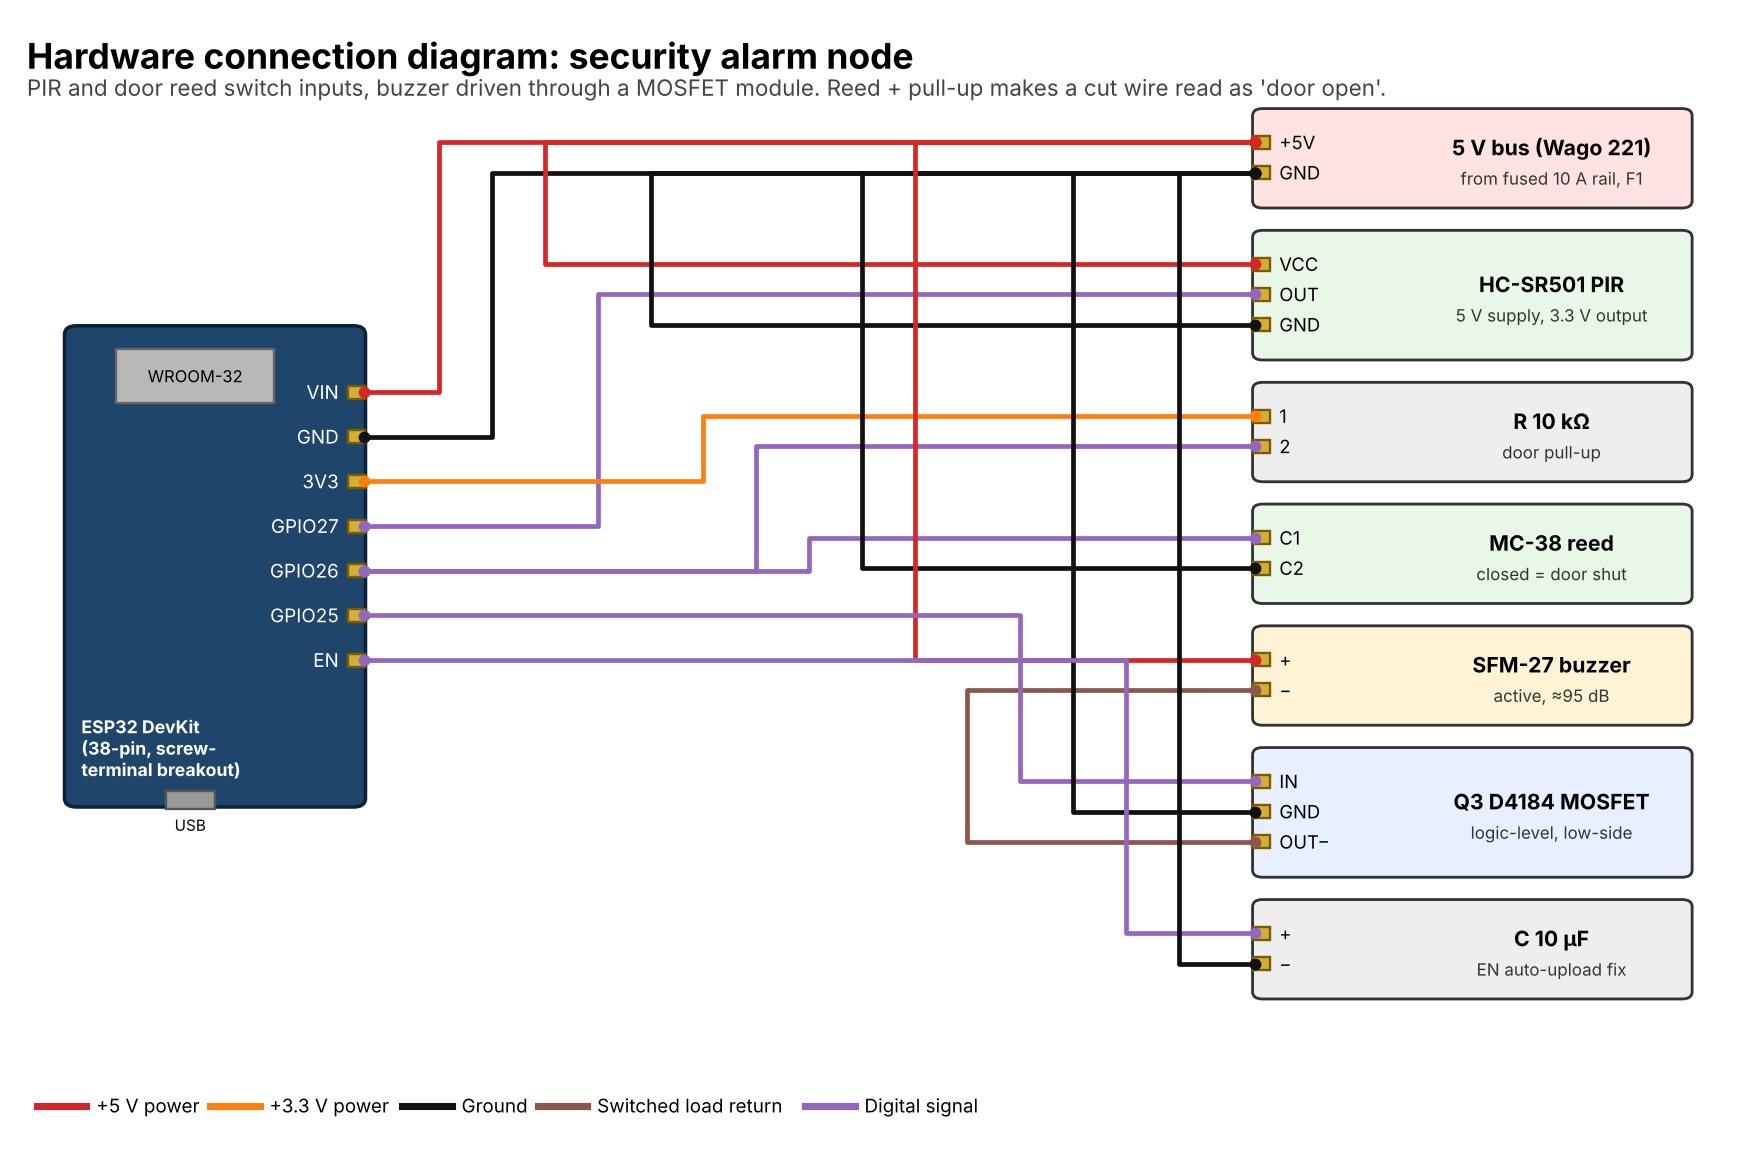 Hardware connection diagram: security alarm node
PIR and door reed switch inputs, buzzer driven through a MOSFET module. Reed + pull-up makes a cut wire read as 'door open'.
+5V
GND
5 V bus (Wago 221)
from fused 10 A rail, F1
VCC
OUT
GND
HC-SR501 PIR
5 V supply, 3.3 V output
1
2
R 10 kΩ
door pull-up
C1
C2
MC-38 reed
closed = door shut
+
−
SFM-27 buzzer
active, ≈95 dB
IN
GND
OUT−
Q3 D4184 MOSFET
logic-level, low-side
+
−
C 10 µF
EN auto-upload fix
WROOM-32
VIN
GND
3V3
GPIO27
GPIO26
GPIO25
EN
ESP32 DevKit
(38-pin, screw-
terminal breakout)
USB
+5 V power
+3.3 V power
Ground
Switched load return
Digital signal